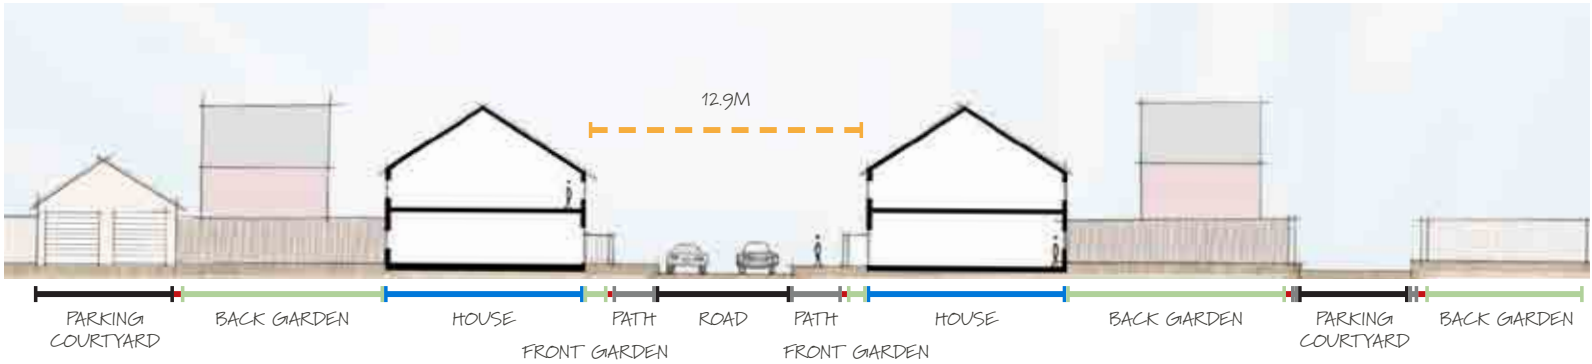 12.9M
PARKING
COURTYARD
BACK GARDEN
HOUSE
FRONT GARDEN
PATH
ROAD
PATH
FRONT GARDEN
HOUSE
BACK GARDEN
PARKING
COURTYARD
BACK GARDEN